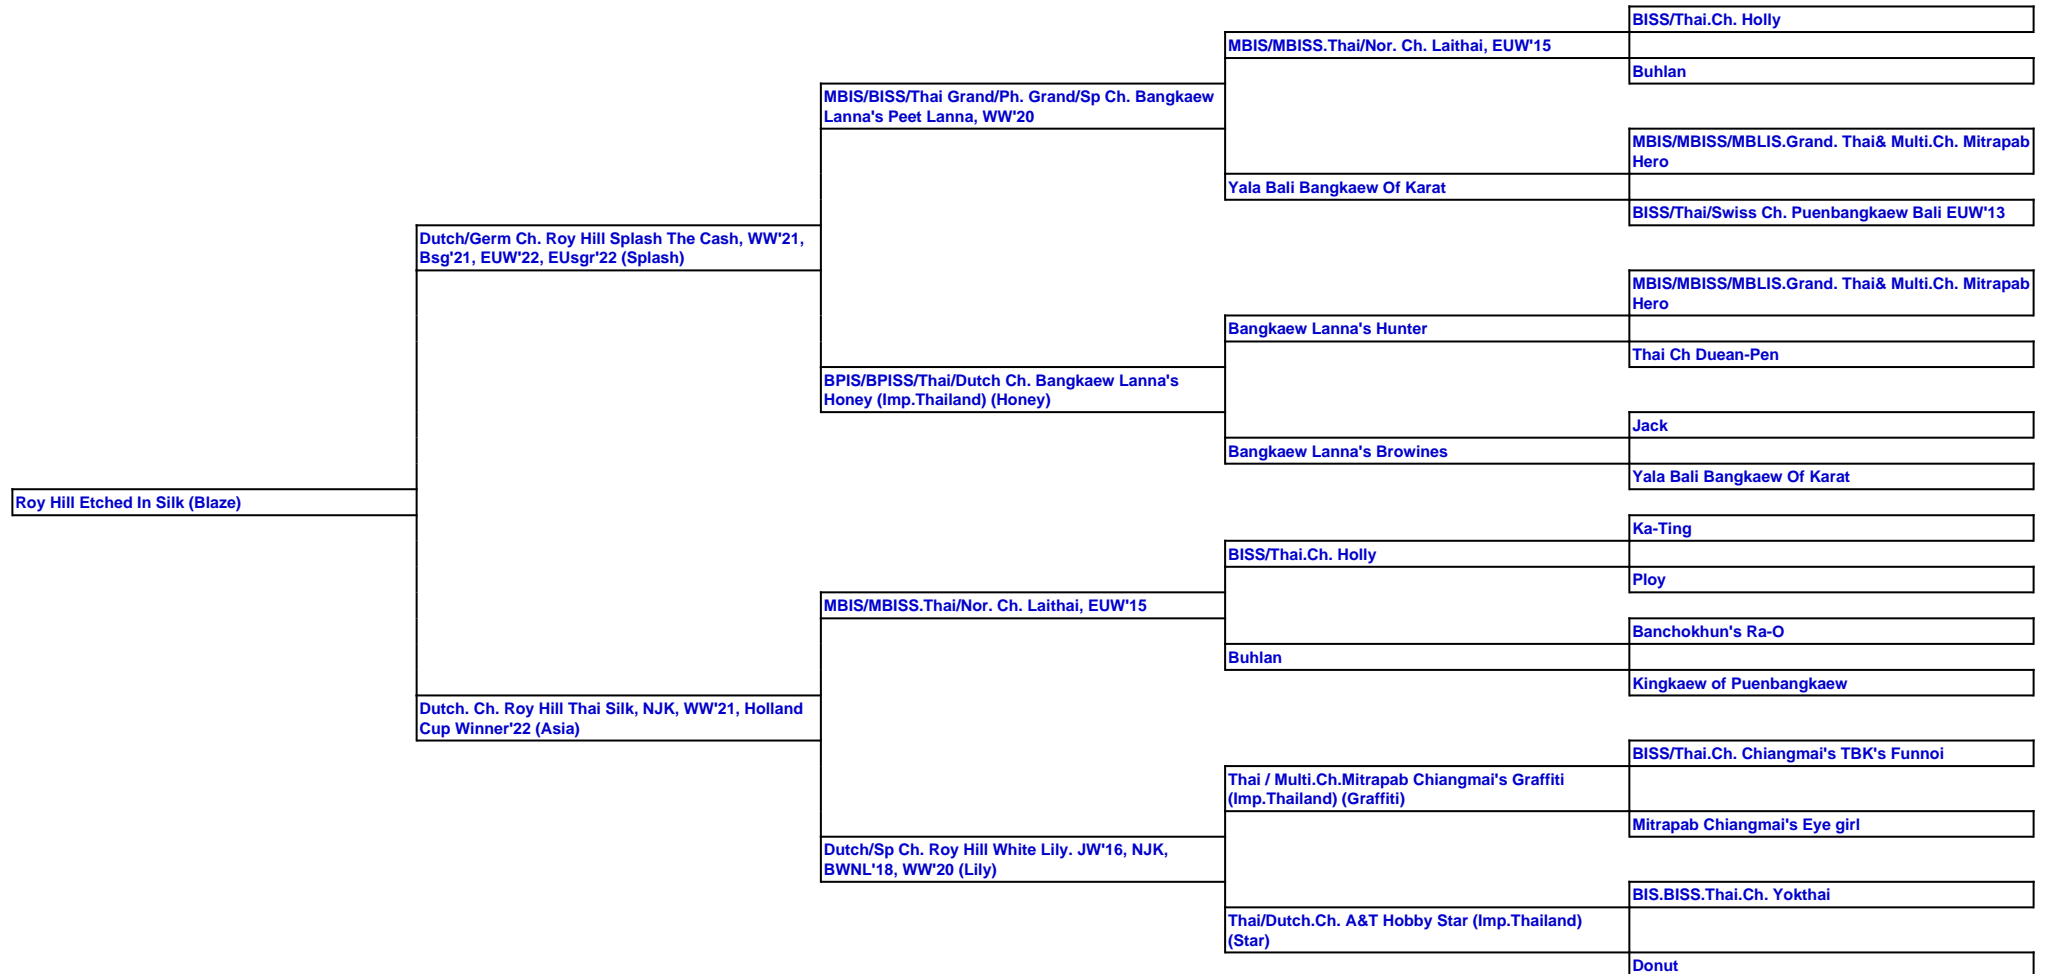 BISS/Thai.Ch. Holly
MBIS/MBISS.Thai/Nor. Ch. Laithai, EUW'15
Buhlan
MBIS/BISS/Thai Grand/Ph. Grand/Sp Ch. Bangkaew
Lanna's Peet Lanna, WW'20
MBIS/MBISS/MBLIS.Grand. Thai& Multi.Ch. Mitrapab
Hero
Yala Bali Bangkaew Of Karat
BISS/Thai/Swiss Ch. Puenbangkaew Bali EUW'13
Dutch/Germ Ch. Roy Hill Splash The Cash, WW'21,
Bsg'21, EUW'22, EUsgr'22 (Splash)
MBIS/MBISS/MBLIS.Grand. Thai& Multi.Ch. Mitrapab
Hero
Bangkaew Lanna's Hunter
Thai Ch Duean-Pen
BPIS/BPISS/Thai/Dutch Ch. Bangkaew Lanna's
Honey (Imp.Thailand) (Honey)
Jack
Bangkaew Lanna's Browines
Yala Bali Bangkaew Of Karat
Roy Hill Etched In Silk (Blaze)
Ka-Ting
BISS/Thai.Ch. Holly
Ploy
MBIS/MBISS.Thai/Nor. Ch. Laithai, EUW'15
Banchokhun's Ra-O
Buhlan
Kingkaew of Puenbangkaew
Dutch. Ch. Roy Hill Thai Silk, NJK, WW'21, Holland
Cup Winner'22 (Asia)
BISS/Thai.Ch. Chiangmai's TBK's Funnoi
Thai / Multi.Ch.Mitrapab Chiangmai's Graffiti
(Imp.Thailand) (Graffiti)
Mitrapab Chiangmai's Eye girl
Dutch/Sp Ch. Roy Hill White Lily. JW'16, NJK,
BWNL'18, WW'20 (Lily)
BIS.BISS.Thai.Ch. Yokthai
Thai/Dutch.Ch. A&T Hobby Star (Imp.Thailand)
(Star)
Donut